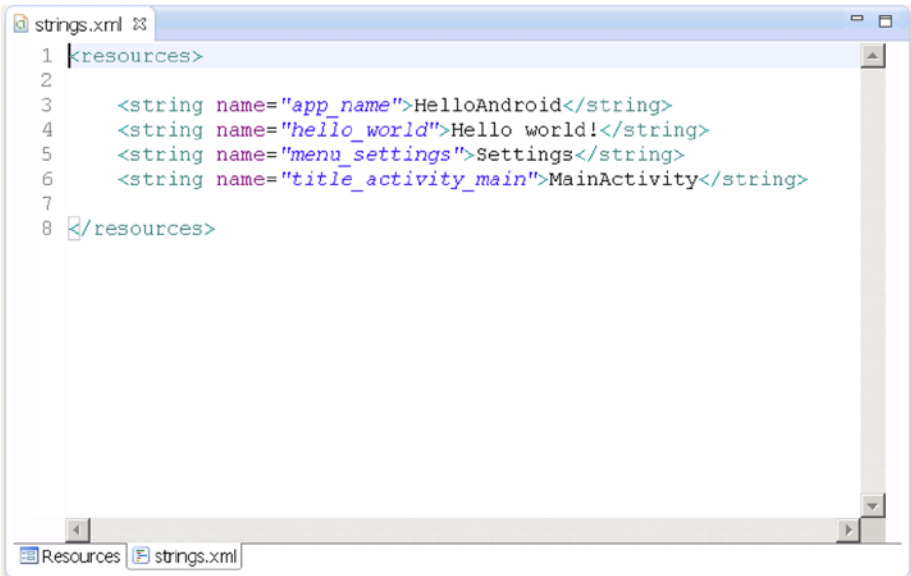 strings.xml
1 <resources>
2
3     <string name="app_name">HelloAndroid</string>
4     <string name="hello_world">Hello world!</string>
5     <string name="menu_settings">Settings</string>
6     <string name="title_activity_main">MainActivity</string>
7
8 </resources>
Resources strings.xml